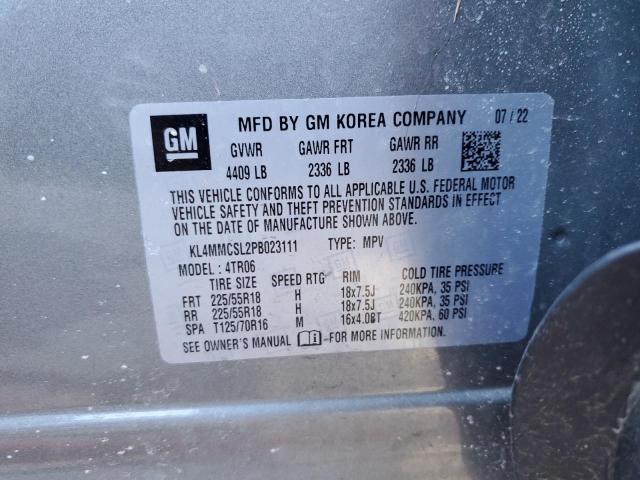 GM MFD BY GM KOREA COMPANY 07 / 22
GVWR GAWR FRT GAWR RR
4409 LB 2336 LB 2336 LB
THIS VEHICLE CONFORMS TO ALL APPLICABLE U.S. FEDERAL MOTOR
VEHICLE SAFETY AND THEFT PREVENTION STANDARDS IN EFFECT
ON THE DATE OF MANUFACTURE SHOWN ABOVE.
KL4MMCSL2PB023111 TYPE: MPV
MODEL : 4TR06
TIRE SIZE SPEED RTG RIM COLD TIRE PRESSURE
FRT 225/55R18 H 18x7.5J 240KPA, 35 PSI
RR 225/55R18 H 18x7.5J 240KPA, 35 PSI
SPA T125/70R16 M 16x4.0BT 420KPA, 60 PSI
SEE OWNER'S MANUAL i -FOR MORE INFORMATION